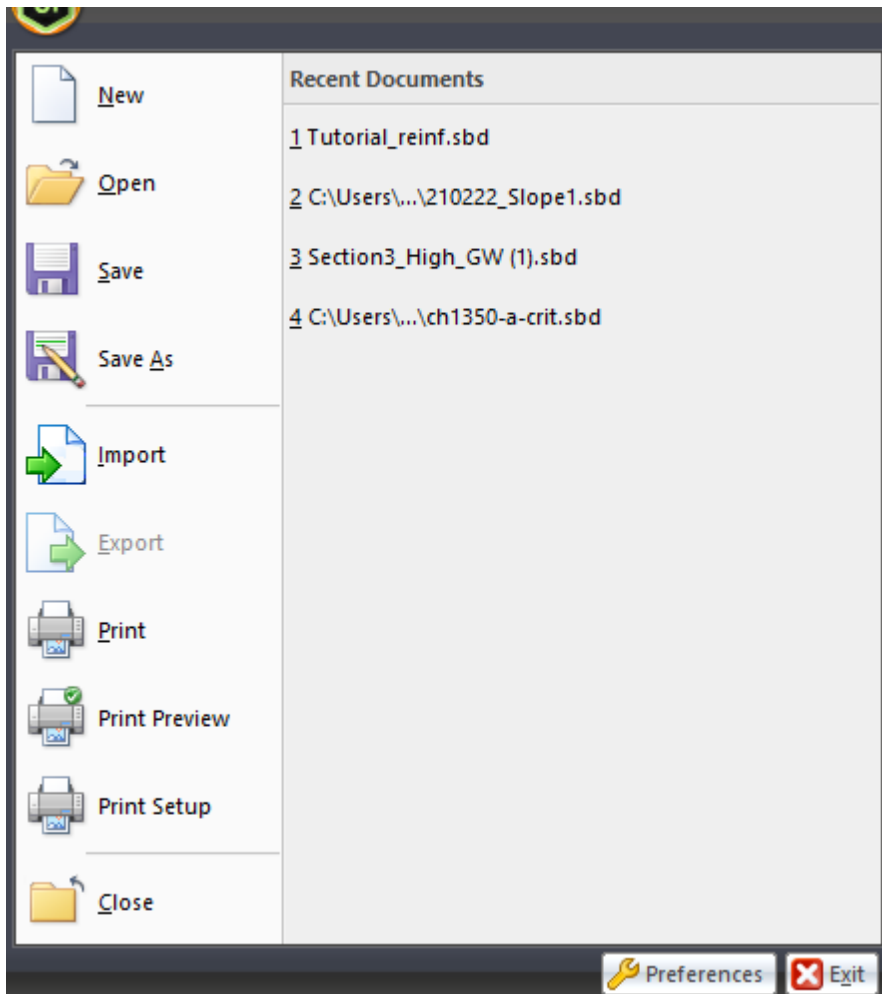 New
Open
Save
Save As
Import
Export
Print
Print Preview
Print Setup
Close
Recent Documents
1 Tutorial_reinf.sbd
2 C:\Users\...\210222_Slope1.sbd
3 Section3_High_GW (1).sbd
4 C:\Users\...\ch1350-a-crit.sbd
Preferences
Exit